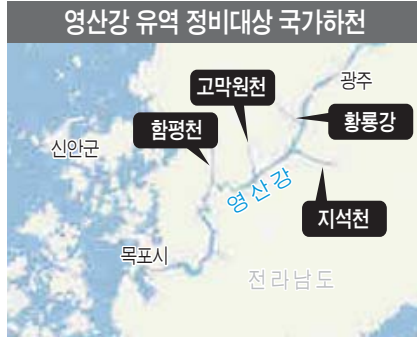 영산강 유역 정비대상 국가하천
광주
고막원천
황룡강
함평천
신안군
영산강
지석천
목포시
전라남도